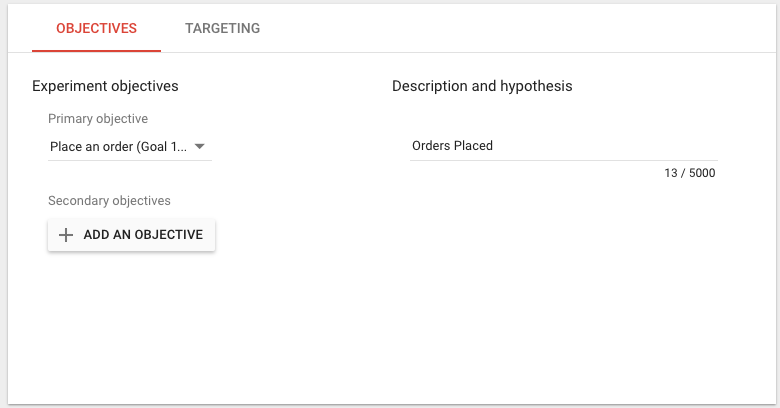 OBJECTIVES TARGETING
Experiment objectives
Primary objective
Place an order (Goal 1...
Secondary objectives
ADD AN OBJECTIVE
Description and hypothesis
Orders Placed
13 / 5000